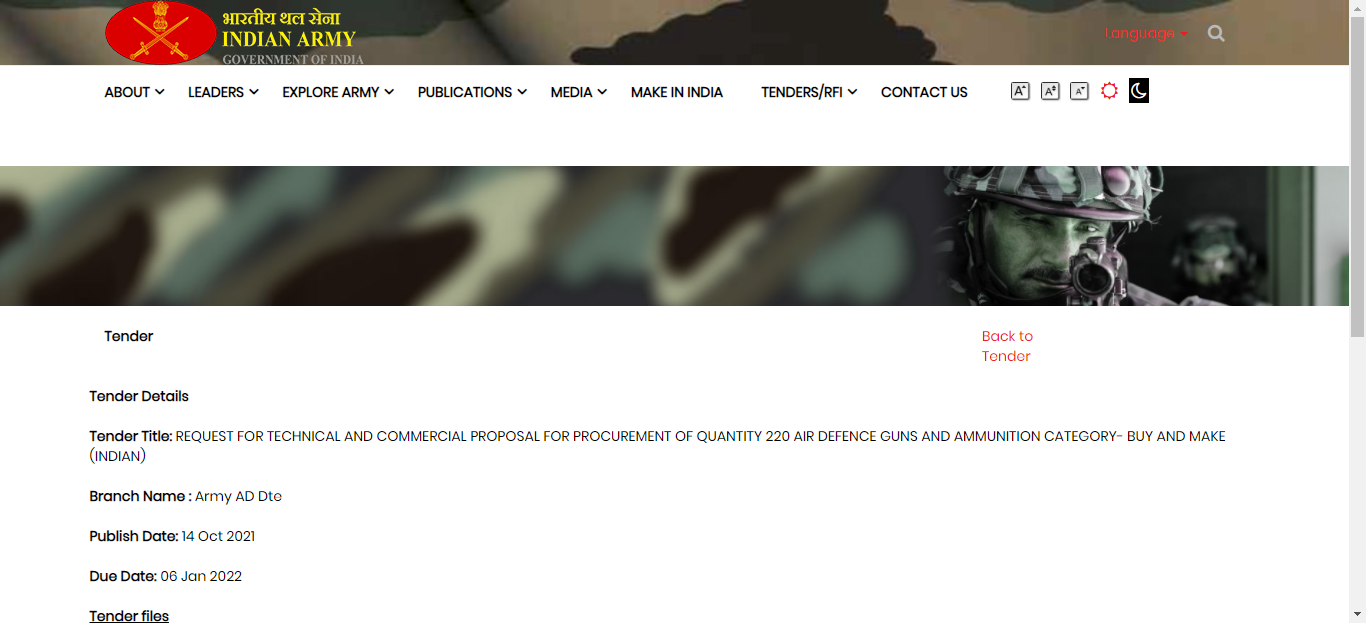 भारतीय थल सेना
INDIAN ARMY
GOVERNMENT OF INDIA
Language
ABOUT LEADERS EXPLORE ARMY PUBLICATIONS MEDIA MAKE IN INDIA TENDERS/RFI CONTACT US A A A
Tender Back to
Tender
Tender Details
Tender Title: REQUEST FOR TECHNICAL AND COMMERCIAL PROPOSAL FOR PROCUREMENT OF QUANTITY 220 AIR DEFENCE GUNS AND AMMUNITION CATEGORY- BUY AND MAKE
(INDIAN)
Branch Name : Army AD Dte
Publish Date: 14 Oct 2021
Due Date: 06 Jan 2022
Tender files